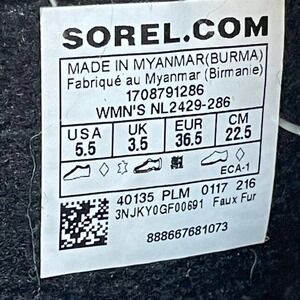 SOREL.COM
MADE IN MYANMAR(BURMA)
Fabriqué au Myanmar (Birmanie)
1708791286
WMN'S NL2429-286
USA UK EUR CM
5.5 3.5 36.5 22.5
ECA-1
40135 PLM 0117 216
3NJKY0GF00691 Faux Fur
888667681073